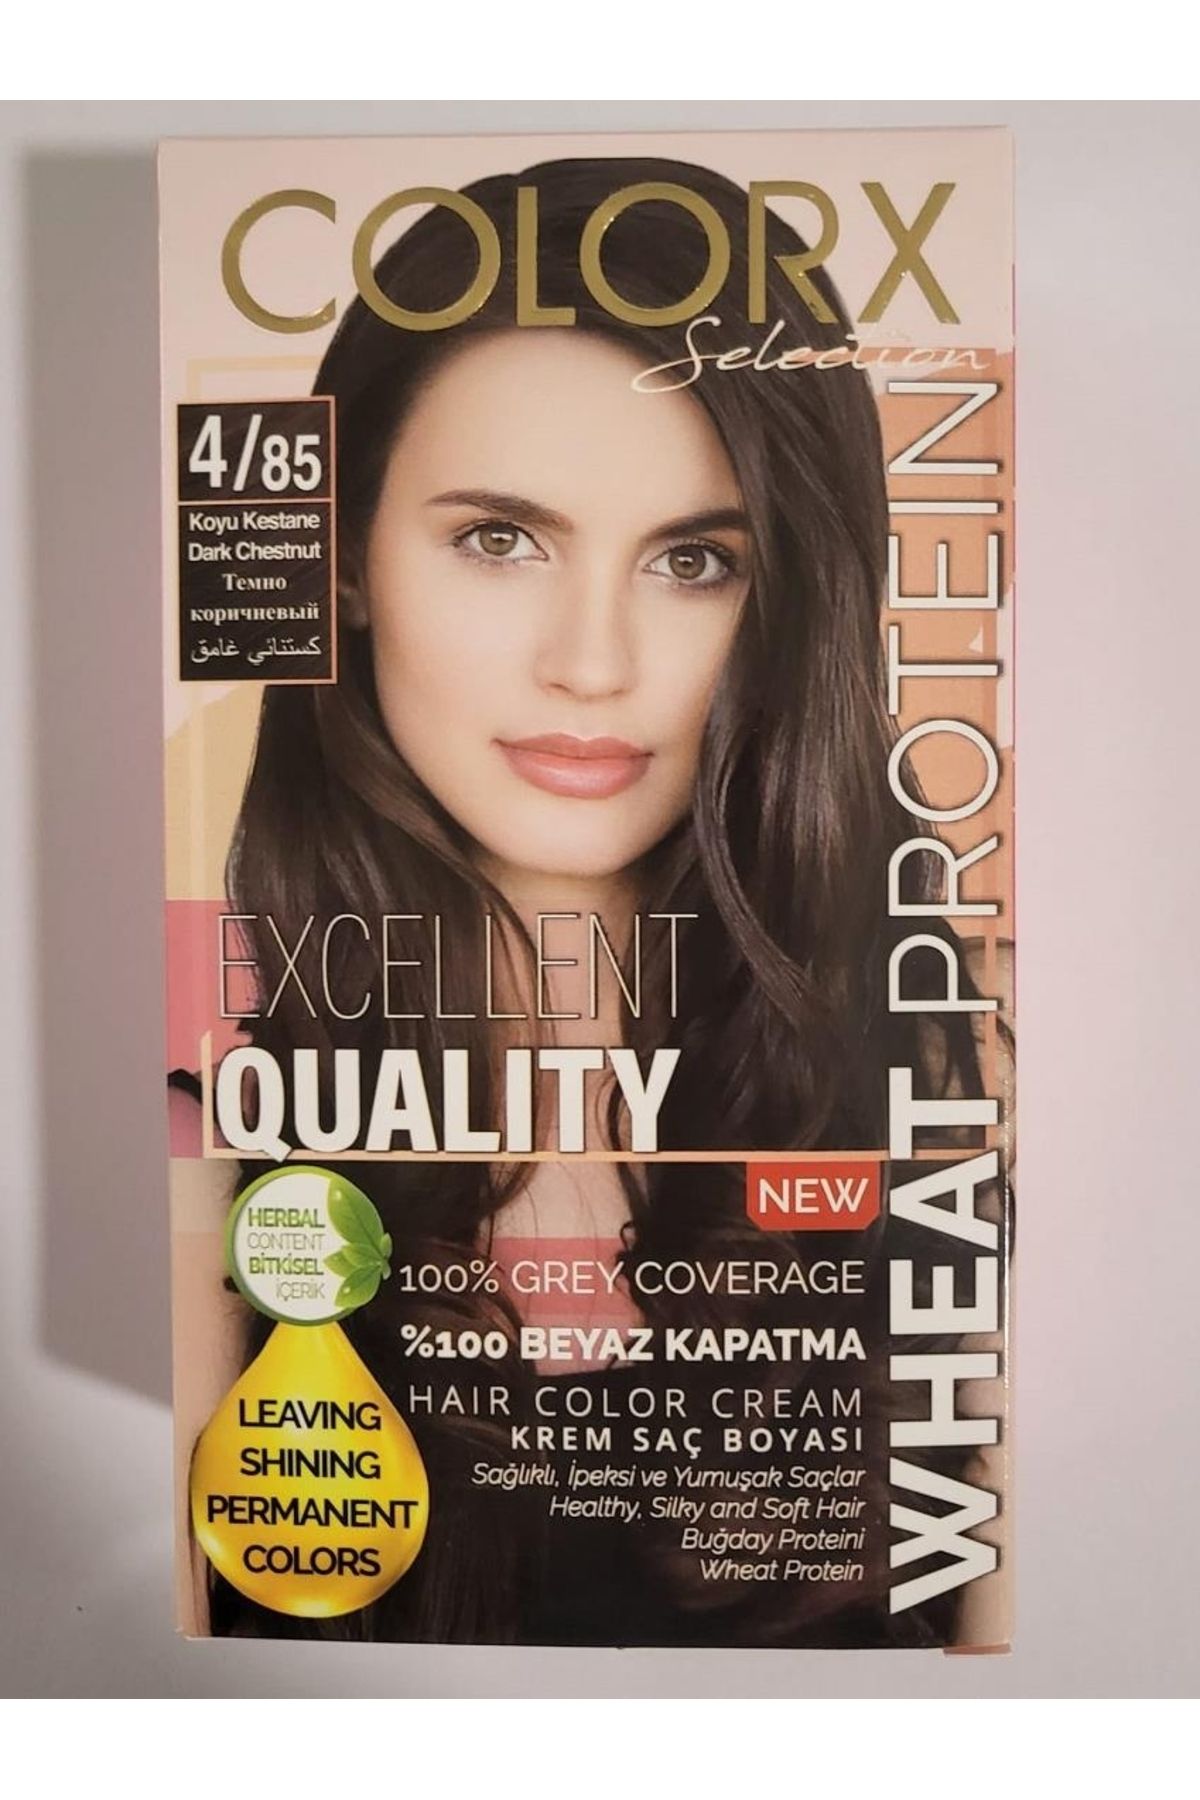 COLORX
Selection
4/85
Koyu Kestane
Dark Chestnut
Темно
коричневый
كستنائي غامق
WHEAT PROTEIN
EXCELLENT
QUALITY
NEW
HERBAL
CONTENT
BİTKİSEL
İÇERİK
100% GREY COVERAGE
%100 BEYAZ KAPATMA
HAIR COLOR CREAM
KREM SAÇ BOYASI
Sağlıklı, İpeksi ve Yumuşak Saçlar
Healthy, Silky and Soft Hair
Buğday Proteini
Wheat Protein
LEAVING
SHINING
PERMANENT
COLORS